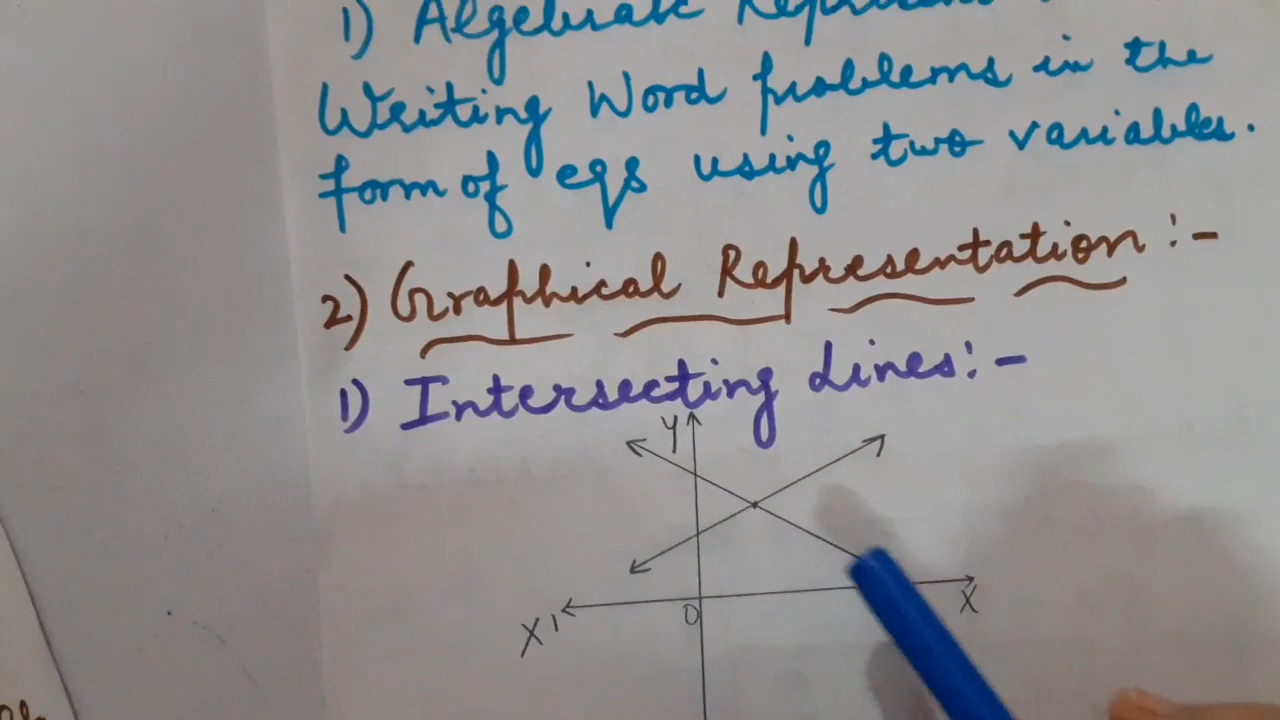 1) Algebraic
Writing Word problems in the
form of eqs using two variables.
2) Graphical Representation :-
1) Intersecting Lines:-
Y
X' O X